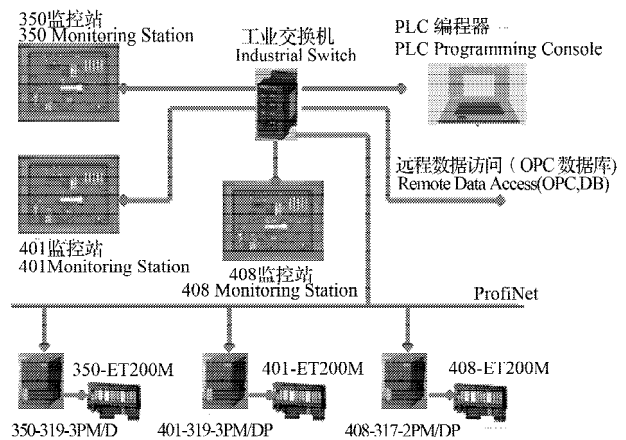 350监控站
350 Monitoring Station
工业交换机
Industrial Switch
PLC 编程器
PLC Programming Console
远程数据访问（OPC 数据库)
Remote Data Access(OPC,DB)
401监控站
401Monitoring Station
408监控站
408 Monitoring Station
ProfiNet
350-ET200M
401-ET200M
408-ET200M
350-319-3PM/D
401-319-3PM/DP
408-317-2PM/DP